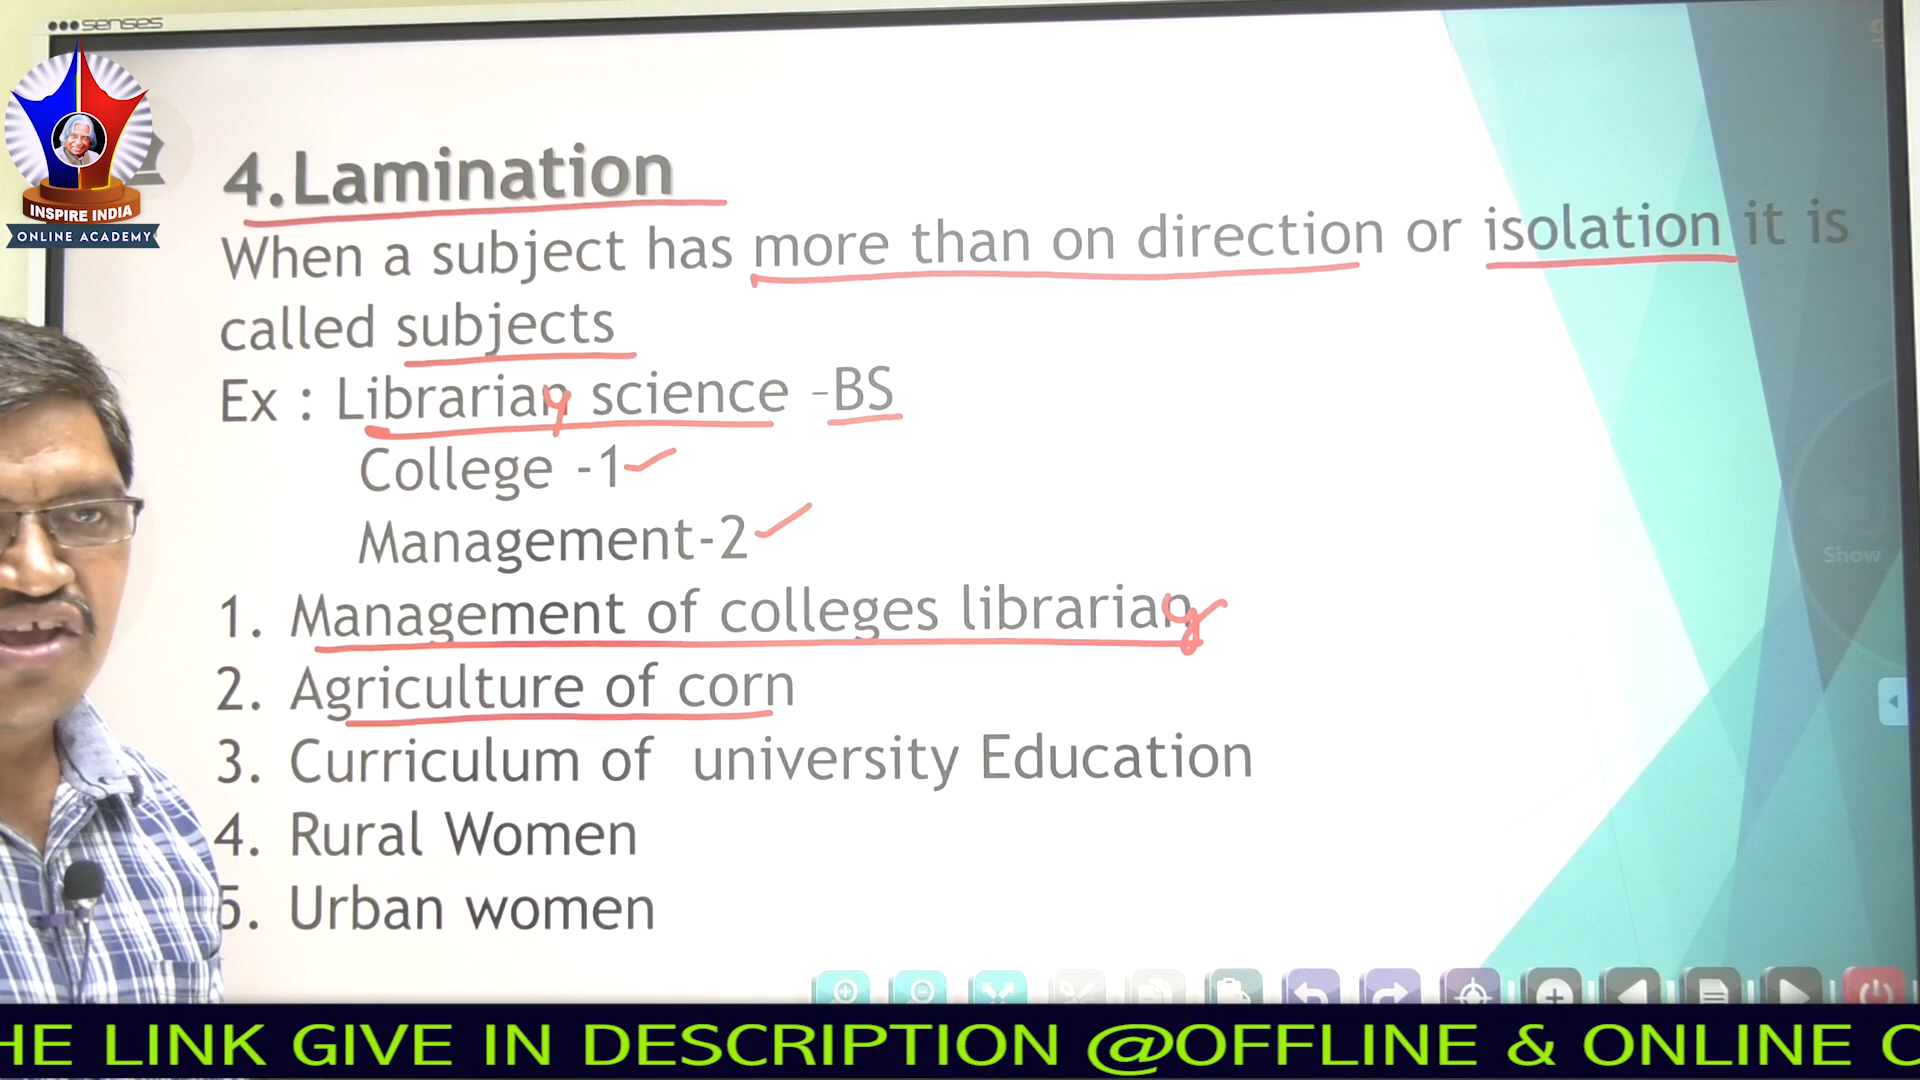 senses
INSPIRE INDIA
ONLINE ACADEMY
4.Lamination
When a subject has more than on direction or isolation it is
called subjects
Ex : Librarian science -BS
College -1
Management-2
1. Management of colleges librarian
2. Agriculture of corn
3. Curriculum of university Education
4. Rural Women
5. Urban women
Show
HE LINK GIVE IN DESCRIPTION @OFFLINE & ONLINE